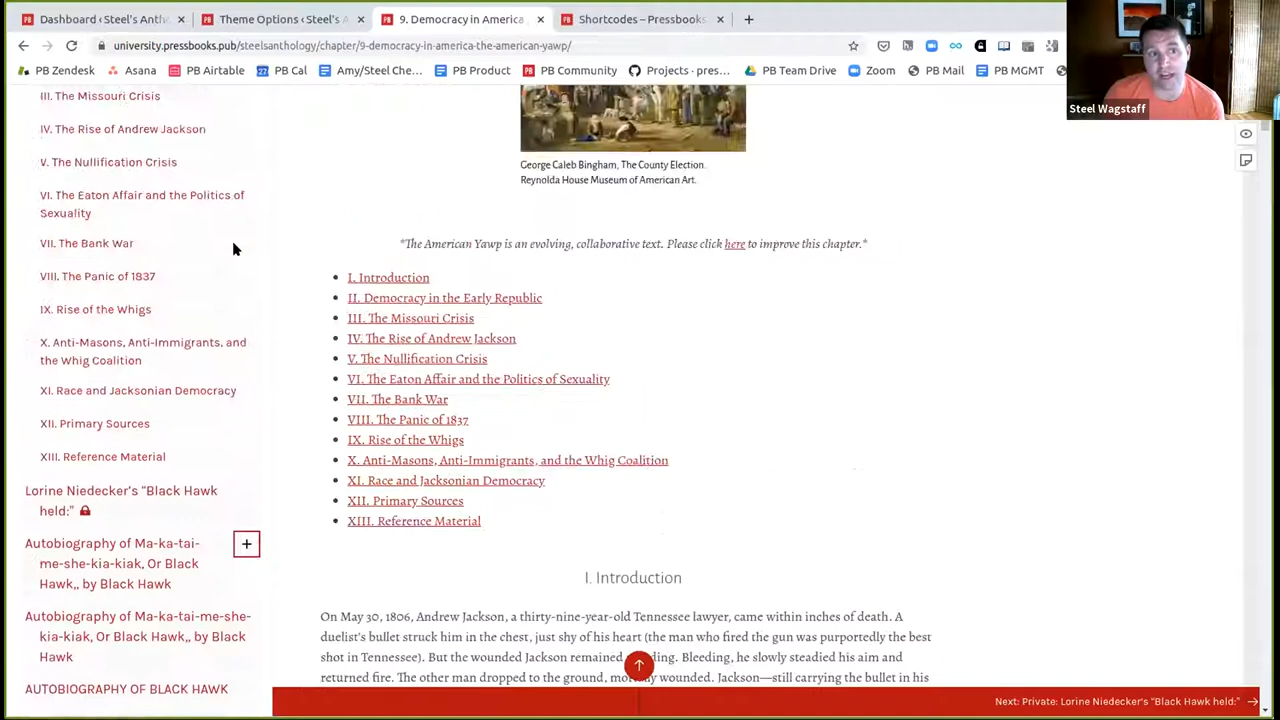 Dashboard ‹ Steel's Anth
Theme Options ‹ Steel's A
9. Democracy in America
Shortcodes – Pressbooks
university.pressbooks.pub/steelsanthology/chapter/9-democracy-in-america-the-american-yawp/
PB Zendesk
Asana
PB Airtable
27 PB Cal
Amy/Steel Che...
PB Product
PB Community
Projects · pres...
PB Team Drive
Zoom
PB Mail
PB MGMT
Steel Wagstaff
III. The Missouri Crisis
IV. The Rise of Andrew Jackson
V. The Nullification Crisis
VI. The Eaton Affair and the Politics of
Sexuality
VII. The Bank War
VIII. The Panic of 1837
IX. Rise of the Whigs
X. Anti-Masons, Anti-Immigrants, and
the Whig Coalition
XI. Race and Jacksonian Democracy
XII. Primary Sources
XIII. Reference Material
Lorine Niedecker's "Black Hawk
held:"
Autobiography of Ma-ka-tai-
me-she-kia-kiak, Or Black
Hawk,, by Black Hawk
Autobiography of Ma-ka-tai-me-she-
kia-kiak, Or Black Hawk,, by Black
Hawk
AUTOBIOGRAPHY OF BLACK HAWK
George Caleb Bingham, The County Election.
Reynolda House Museum of American Art.
*The American Yawp is an evolving, collaborative text. Please click here to improve this chapter.*
I. Introduction
II. Democracy in the Early Republic
III. The Missouri Crisis
IV. The Rise of Andrew Jackson
V. The Nullification Crisis
VI. The Eaton Affair and the Politics of Sexuality
VII. The Bank War
VIII. The Panic of 1837
IX. Rise of the Whigs
X. Anti-Masons, Anti-Immigrants, and the Whig Coalition
XI. Race and Jacksonian Democracy
XII. Primary Sources
XIII. Reference Material
I. Introduction
On May 30, 1806, Andrew Jackson, a thirty-nine-year-old Tennessee lawyer, came within inches of death. A
duelist's bullet struck him in the chest, just shy of his heart (the man who fired the gun was purportedly the best
shot in Tennessee). But the wounded Jackson remained Bleeding, he slowly steadied his aim and
returned fire. The other man dropped to the ground, wounded. Jackson—still carrying the bullet in his
Next: Private: Lorine Niedecker's "Black Hawk held:"